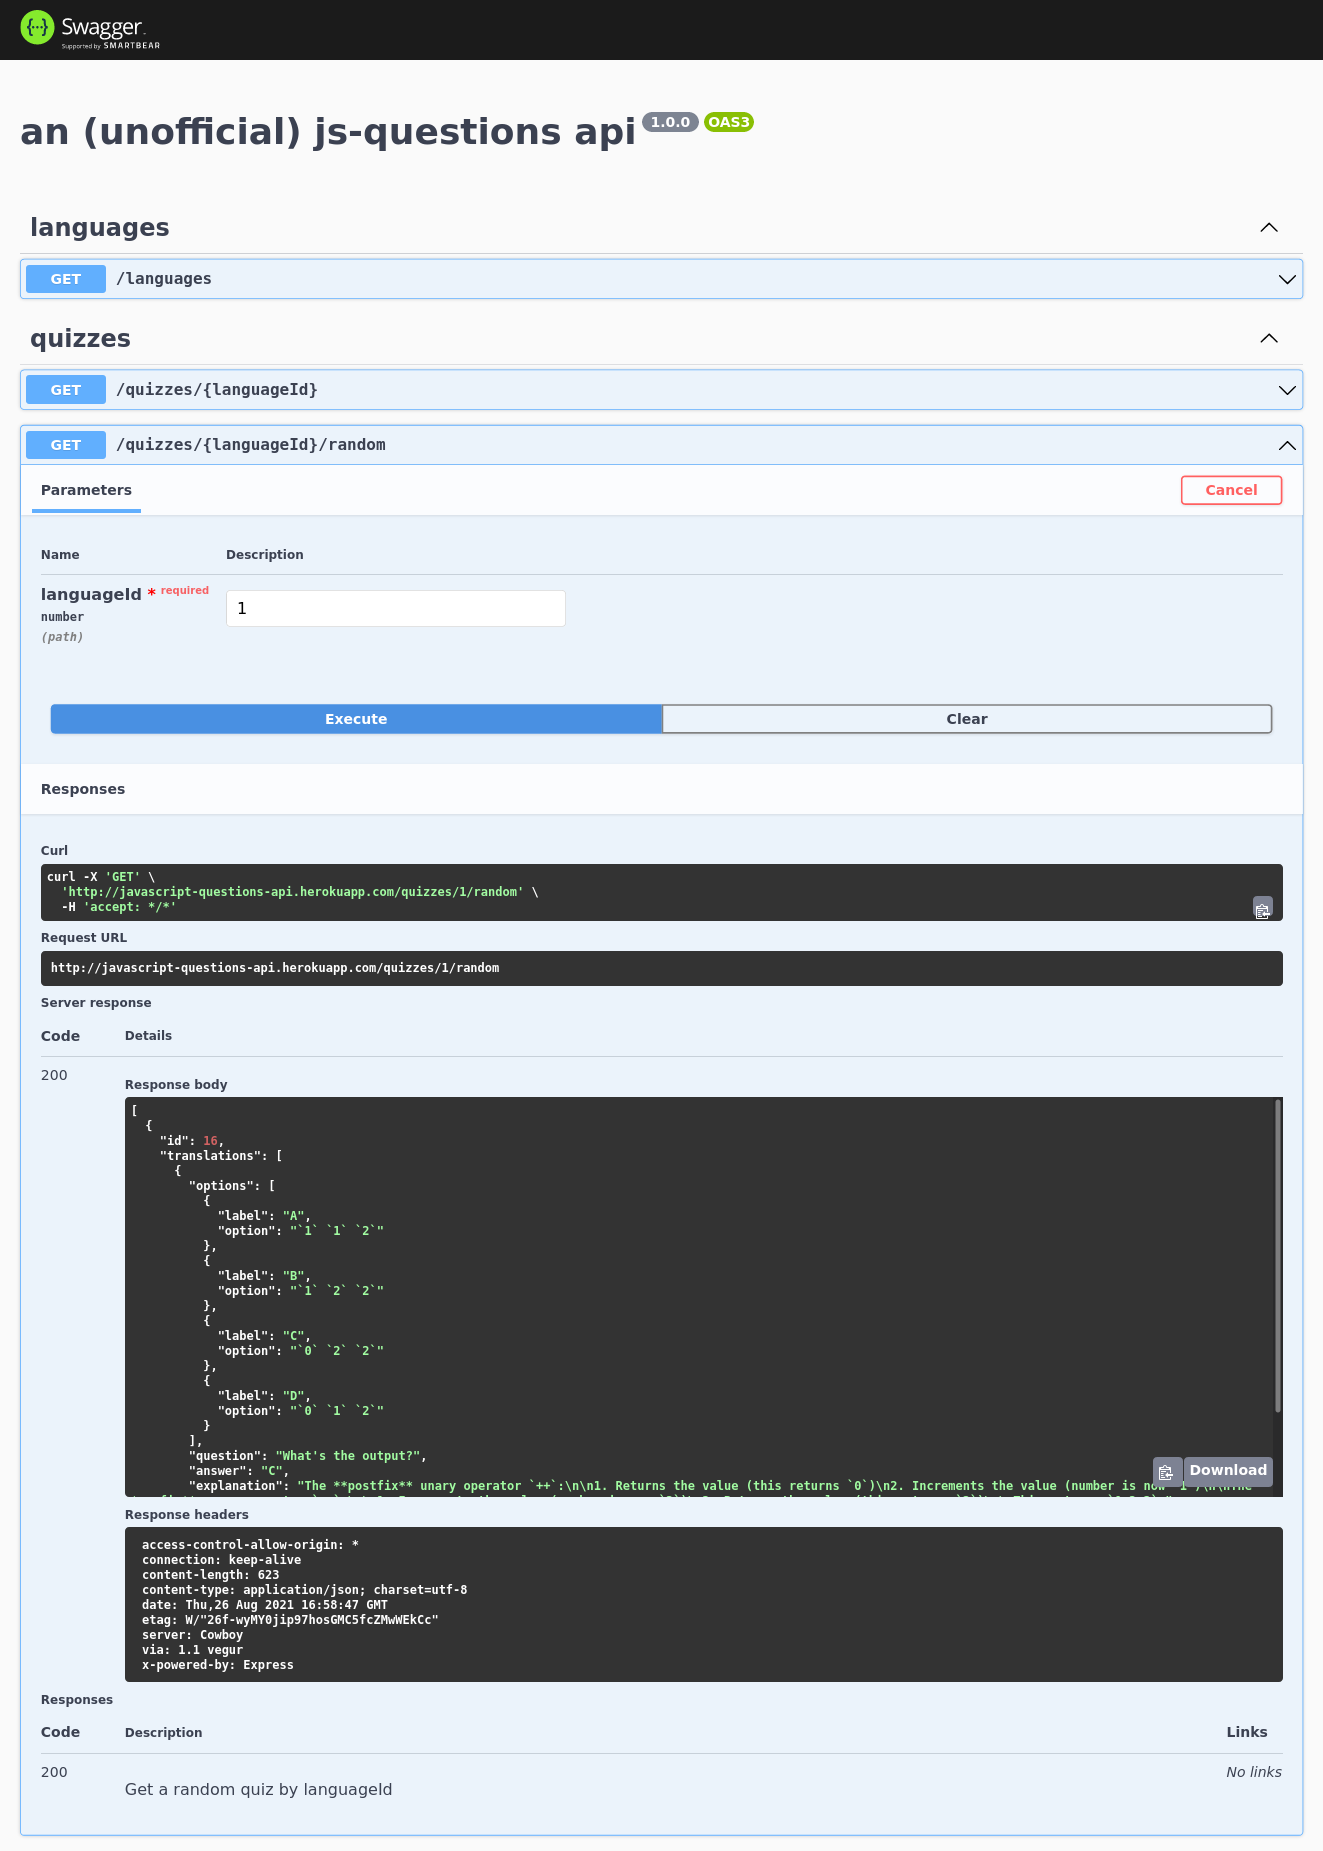 Swagger.
Supported by SMARTBEAR
an (unofficial) js-questions api 1.0.0 OAS3
languages
GET /languages
quizzes
GET /quizzes/{languageId}
GET /quizzes/{languageId}/random
Parameters Cancel
Name Description
languageId * required 1
number
(path)
Execute Clear
Responses
Curl
curl -X 'GET' \
'http://javascript-questions-api.herokuapp.com/quizzes/1/random' \
-H 'accept: */*'
Request URL
http://javascript-questions-api.herokuapp.com/quizzes/1/random
Server response
Code Details
200
Response body
[
{
"id": 16,
"translations": [
{
"options": [
{
"label": "A",
"option": "`1` `1` `2`"
},
{
"label": "B",
"option": "`1` `2` `2`"
},
{
"label": "C",
"option": "`0` `2` `2`"
},
{
"label": "D",
"option": "`0` `1` `2`"
}
],
"question": "What's the output?",
"answer": "C",
"explanation": "The **postfix** unary operator `++`:\n\n1. Returns the value (this returns `0`)\n2. Increments the value (number is now
Download
Response headers
access-control-allow-origin: *
connection: keep-alive
content-length: 623
content-type: application/json; charset=utf-8
date: Thu,26 Aug 2021 16:58:47 GMT
etag: W/"26f-wyMY0jip97hosGMC5fcZMwWEkCc"
server: Cowboy
via: 1.1 vegur
x-powered-by: Express
Responses
Code Description Links
200 No links
Get a random quiz by languageId